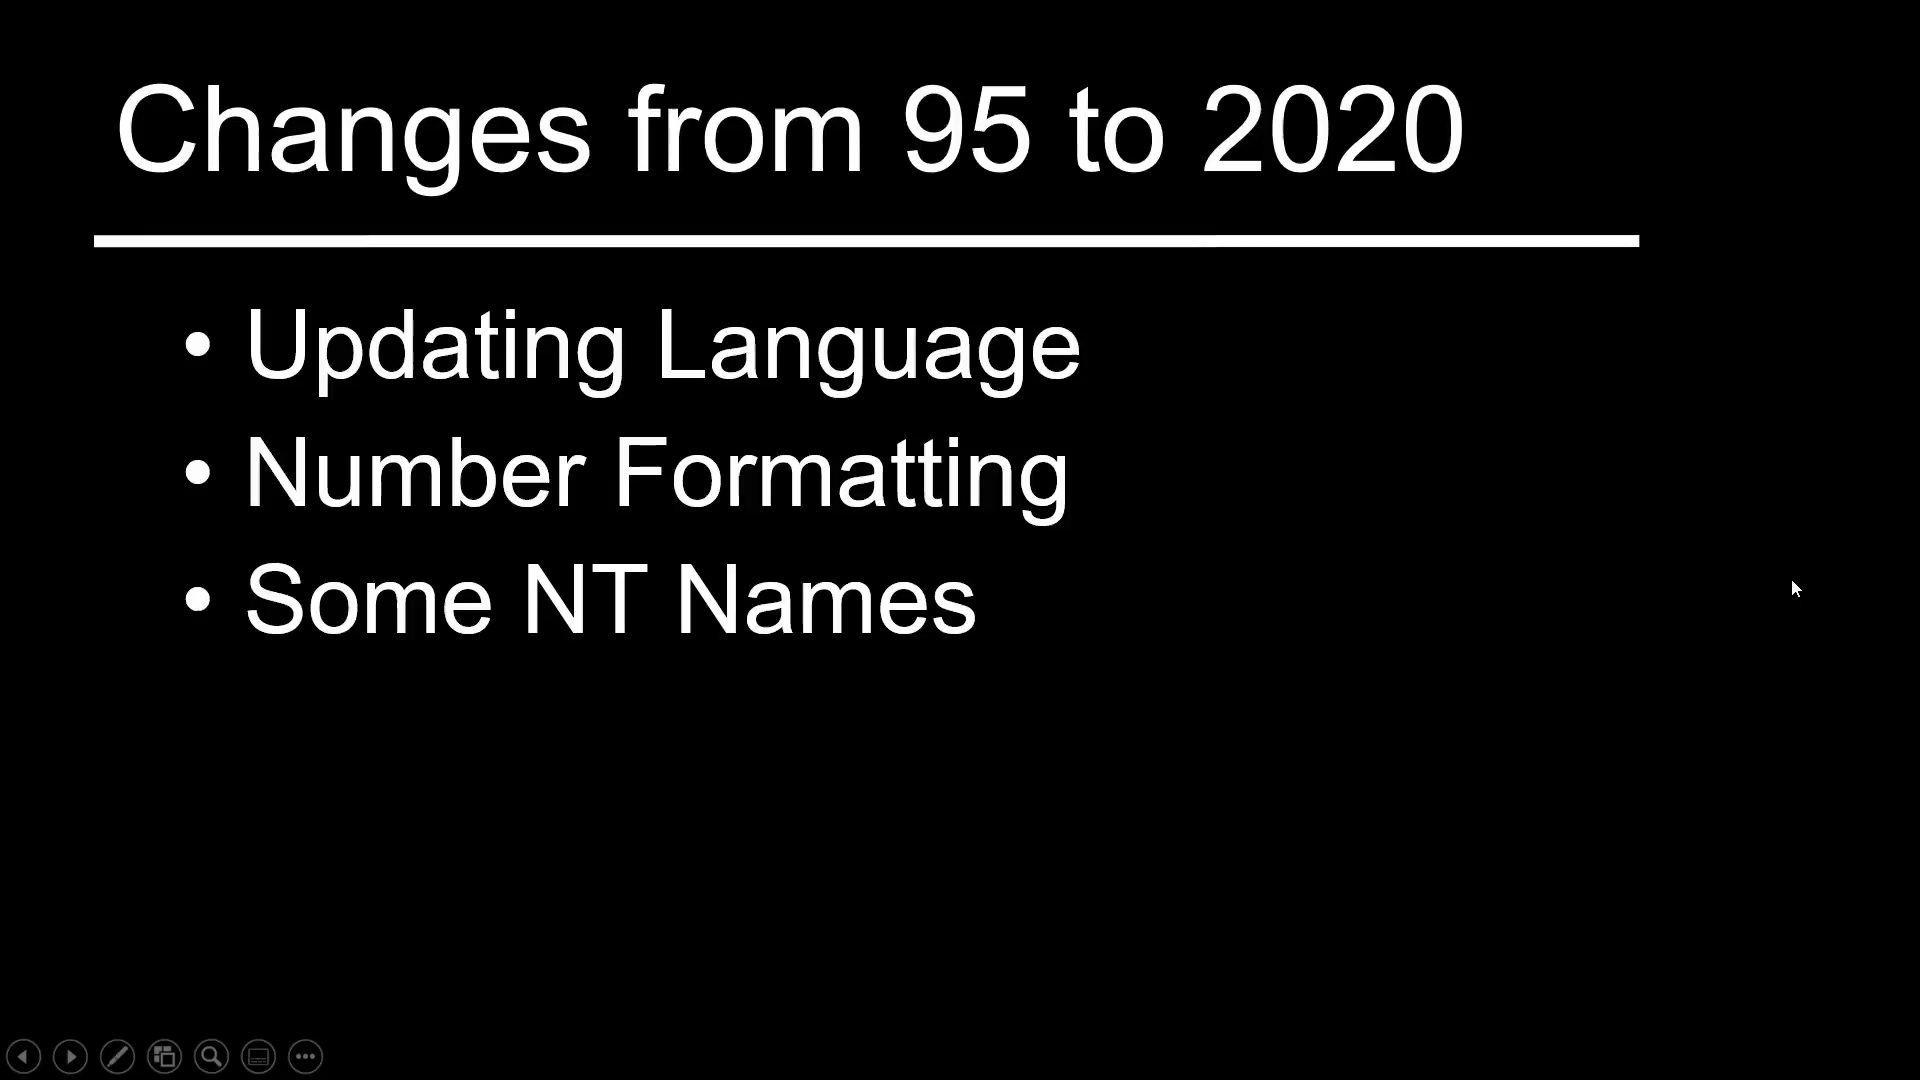 Changes from 95 to 2020
• Updating Language
• Number Formatting
• Some NT Names